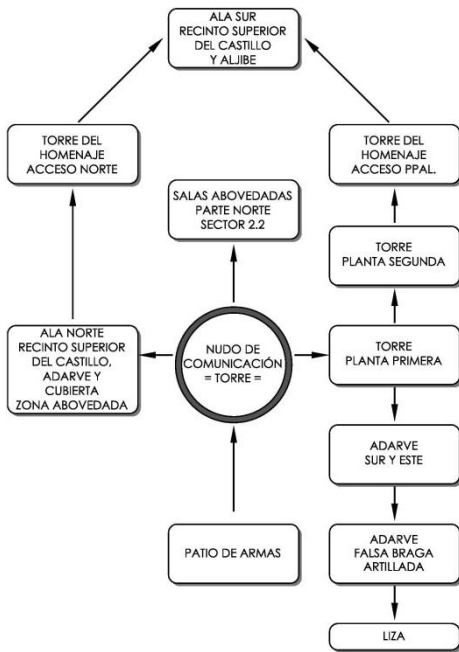 ALA SUR
RECINTO SUPERIOR
DEL CASTILLO
Y ALJIBE
TORRE DEL
HOMENAJE
ACCESO NORTE
TORRE DEL
HOMENAJE
ACCESO PPAL.
SALAS ABOVEDADAS
PARTE NORTE
SECTOR 2.2
TORRE
PLANTA SEGUNDA
ALA NORTE
RECINTO SUPERIOR
DEL CASTILLO,
ADARVE Y
CUBIERTA
ZONA ABOVEDADA
NUDO DE
COMUNICACIÓN
= TORRE =
TORRE
PLANTA PRIMERA
ADARVE
SUR Y ESTE
PATIO DE ARMAS
ADARVE
FALSA BRAGA
ARTILLADA
LIZA